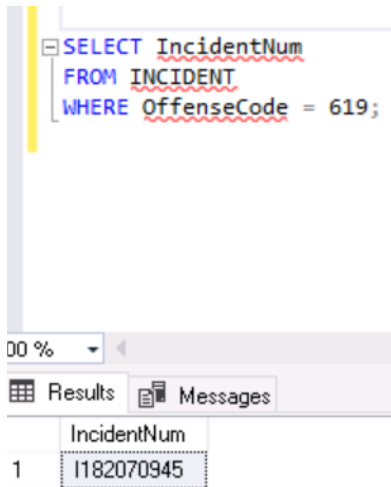 SELECT IncidentNum
FROM INCIDENT
WHERE OffenseCode = 619;
00 %
Results Messages
IncidentNum
1 I182070945